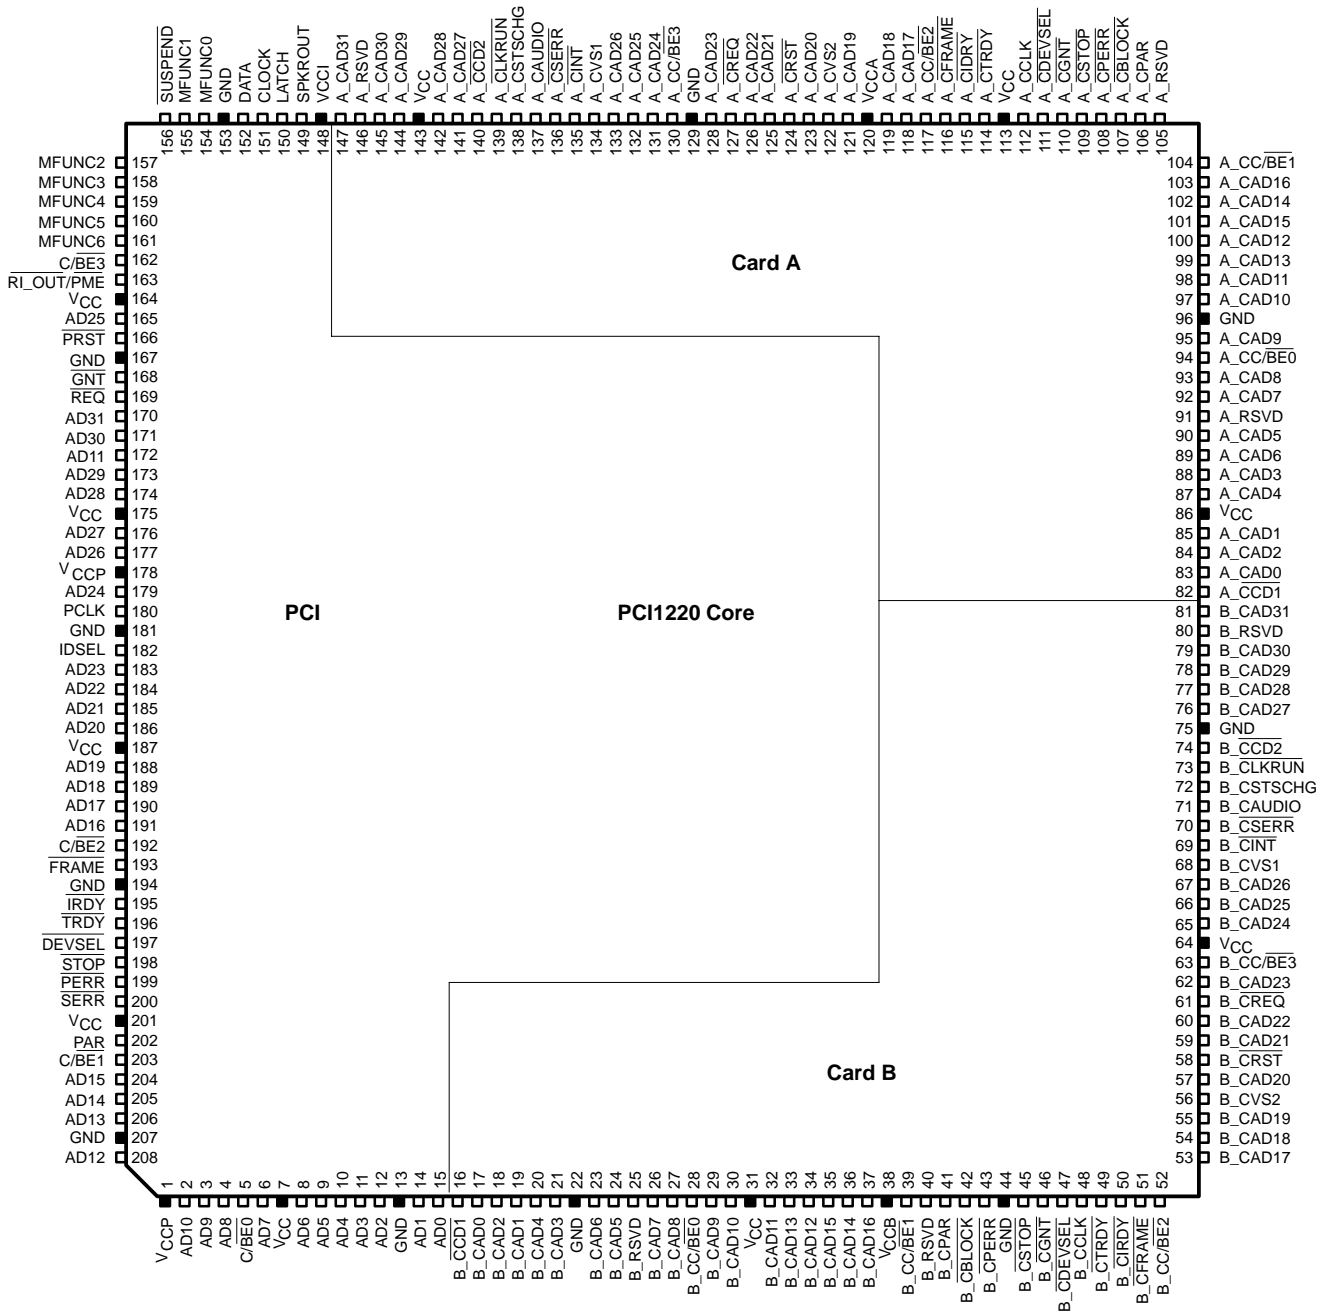 SUSPEND
MFUNC1
MFUNC0
GND
DATA
CLOCK
LATCH
SPKROUT
VCCI
A_CAD31
A_RSVD
A_CAD30
A_CAD29
VCC
A_CAD28
A_CAD27
A_CCD2
A_CLKRUN
A_CSTSCHG
A_CAUDIO
A_CSERR
A_CINT
A_CVS1
A_CAD26
A_CAD25
A_CAD24
A_CC/BE3
GND
A_CAD23
A_CREQ
A_CAD22
A_CAD21
A_CRST
A_CAD20
A_CVS2
A_CAD19
VCCA
A_CAD18
A_CAD17
A_CC/BE2
A_CFRAME
A_CIDRY
A_CTRDY
VCC
A_CCLK
A_CDEVSEL
A_CGNT
A_CSTOP
A_CPERR
A_CBLOCK
A_CPAR
A_RSVD
156
155
154
153
152
151
150
149
148
147
146
145
144
143
142
141
140
139
138
137
136
135
134
133
132
131
130
129
128
127
126
125
124
123
122
121
120
119
118
117
116
115
114
113
112
111
110
109
108
107
106
105
MFUNC2 157
MFUNC3 158
MFUNC4 159
MFUNC5 160
MFUNC6 161
C/BE3 162
RI_OUT/PME 163
VCC 164
AD25 165
PRST 166
GND 167
GNT 168
REQ 169
AD31 170
AD30 171
AD11 172
AD29 173
AD28 174
VCC 175
AD27 176
AD26 177
VCCP 178
AD24 179
PCLK 180
GND 181
IDSEL 182
AD23 183
AD22 184
AD21 185
AD20 186
VCC 187
AD19 188
AD18 189
AD17 190
AD16 191
C/BE2 192
FRAME 193
GND 194
IRDY 195
TRDY 196
DEVSEL 197
STOP 198
PERR 199
SERR 200
VCC 201
PAR 202
C/BE1 203
AD15 204
AD14 205
AD13 206
GND 207
AD12 208
Card A
PCI
PCI1220 Core
Card B
104 A_CC/BE1
103 A_CAD16
102 A_CAD14
101 A_CAD15
100 A_CAD12
99 A_CAD13
98 A_CAD11
97 A_CAD10
96 GND
95 A_CAD9
94 A_CC/BE0
93 A_CAD8
92 A_CAD7
91 A_RSVD
90 A_CAD5
89 A_CAD6
88 A_CAD3
87 A_CAD4
86 VCC
85 A_CAD1
84 A_CAD2
83 A_CAD0
82 A_CCD1
81 B_CAD31
80 B_RSVD
79 B_CAD30
78 B_CAD29
77 B_CAD28
76 B_CAD27
75 GND
74 B_CCD2
73 B_CLKRUN
72 B_CSTSCHG
71 B_CAUDIO
70 B_CSERR
69 B_CINT
68 B_CVS1
67 B_CAD26
66 B_CAD25
65 B_CAD24
64 VCC
63 B_CC/BE3
62 B_CAD23
61 B_CREQ
60 B_CAD22
59 B_CAD21
58 B_CRST
57 B_CAD20
56 B_CVS2
55 B_CAD19
54 B_CAD18
53 B_CAD17
1
2
3
4
5
6
7
8
9
10
11
12
13
14
15
16
17
18
19
20
21
22
23
24
25
26
27
28
29
30
31
32
33
34
35
36
37
38
39
40
41
42
43
44
45
46
47
48
49
50
51
52
VCCP
AD10
AD9
AD8
C/BE0
AD7
VCC
AD6
AD5
AD4
AD3
AD2
GND
AD1
AD0
B_CCD1
B_CAD0
B_CAD2
B_CAD1
B_CAD4
B_CAD3
GND
B_CAD6
B_CAD5
B_RSVD
B_CAD7
B_CAD8
B_CC/BE0
B_CAD9
B_CAD10
VCC
B_CAD11
B_CAD13
B_CAD12
B_CAD15
B_CAD14
B_CAD16
VCCB
B_CC/BE1
B_RSVD
B_CPAR
B_CBLOCK
B_CPERR
GND
B_CSTOP
B_CGNT
B_CDEVSEL
B_CCLK
B_CTRDY
B_CIRDY
B_CFRAME
B_CC/BE2